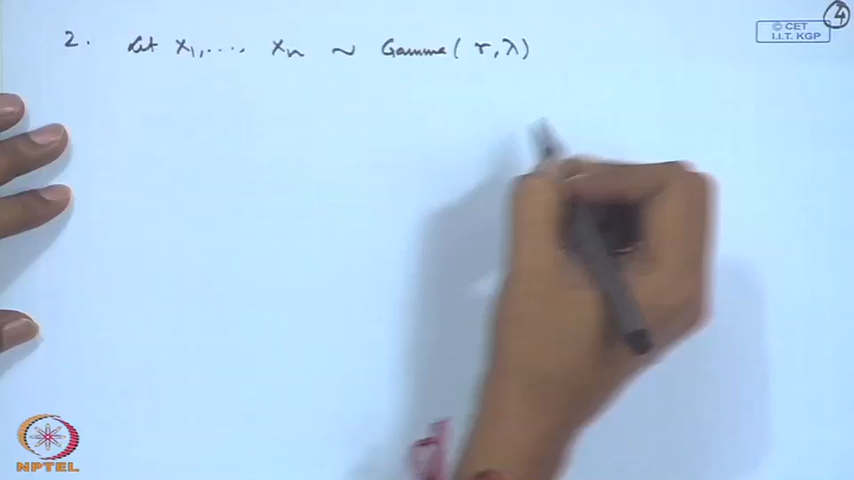 2. Let X1,.... Xn ~ Gamma( r, λ)
4
© CET
I.I.T. KGP
NPTEL